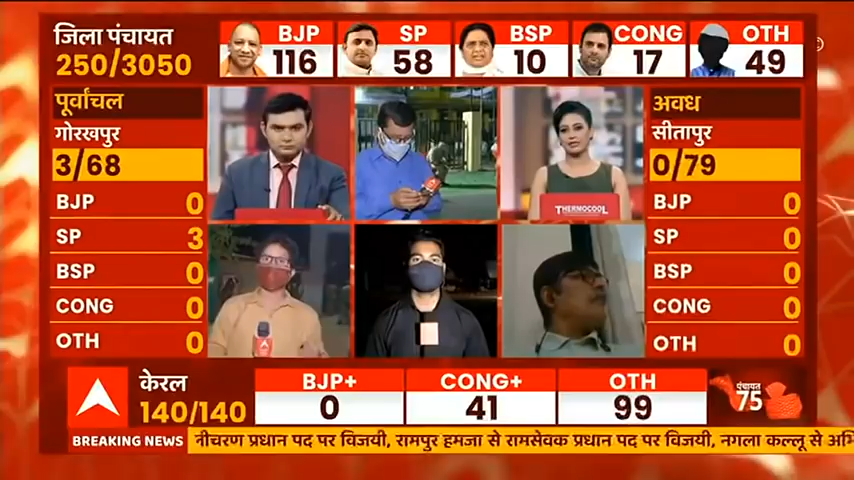 जिला पंचायत
250/3050
BJP
116
SP
58
BSP
10
CONG
17
OTH
49
पूर्वांचल
गोरखपुर
3/68
BJP 0
SP 3
BSP 0
CONG 0
OTH 0
THERMOCOOL
अवध
सीतापुर
0/79
BJP 0
SP 0
BSP 0
CONG 0
OTH 0
केरल
140/140
BJP+
0
CONG+
41
OTH
99
पंचायत
75
BREAKING NEWS
नीचरण प्रधान पद पर विजयी, रामपुर हमजा से रामसेवक प्रधान पद पर विजयी, नगला कल्लू से अभि